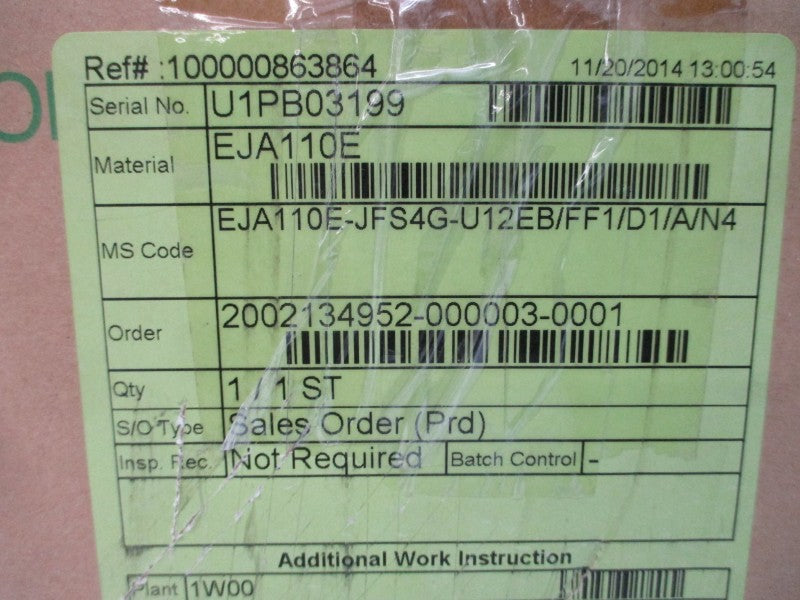 Ref# :100000863864 11/20/2014 13:00:54
Serial No. U1PB03199
Material EJA110E
MS Code EJA110E-JFS4G-U12EB/FF1/D1/A/N4
Order 2002134952-000003-0001
Qty 1 / 1 ST
S/O Type Sales Order (Prd)
Insp. Rec. Not Required Batch Control -
Additional Work Instruction
Plant 1W00